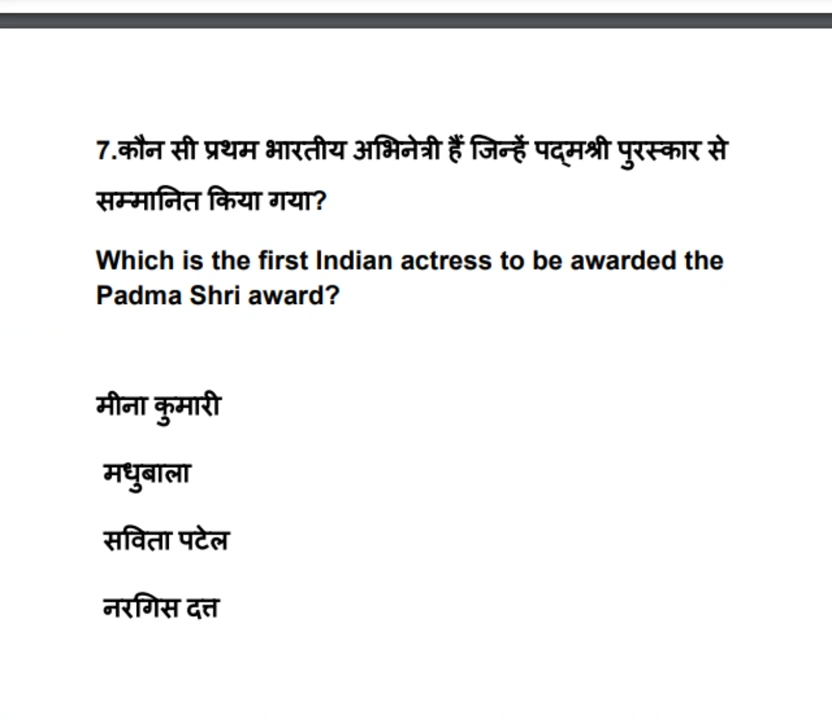 7.कौन सी प्रथम भारतीय अभिनेत्री हैं जिन्हें पद्मश्री पुरस्कार से
सम्मानित किया गया?
Which is the first Indian actress to be awarded the
Padma Shri award?
मीना कुमारी
मधुबाला
सविता पटेल
नरगिस दत्त